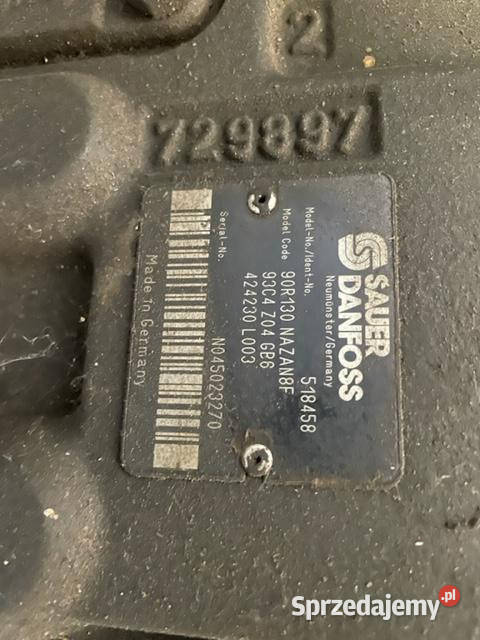 2
729897
SAUER
DANFOSS
Neumünster/Germany
Model-No./Ident-No.
518458
Model Code
90R130 NAZAN8F
93C4 Z04 GB6
424230 L003
Serial-No.
N045023270
Made in Germany
Sprzedajemy.pl